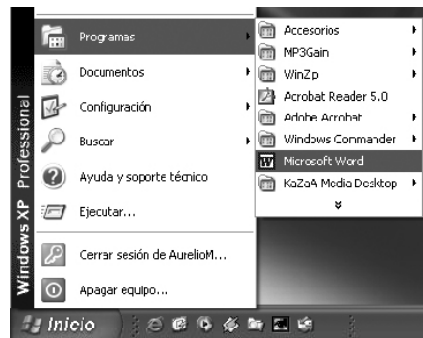 Programas
Documentos
Configuración
Buscar
Ayuda y soporte técnico
Ejecutar...
Cerrar sesión de AurelioM...
Apagar equipo...
Windows XP Professional
Inicio
Accesorios
MP3Gain
WinZip
Acrobat Reader 5.0
Adobe Acrobat
Windows Commander
Microsoft Word
KaZaA Media Desktop